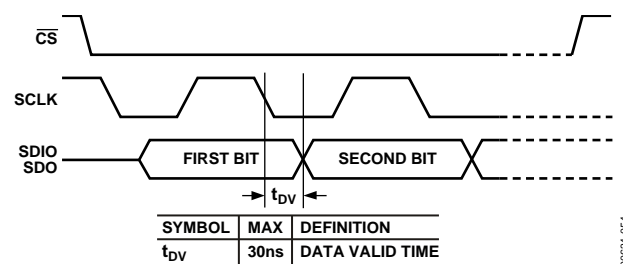 CS
SCLK
SDIO
SDO
FIRST BIT
SECOND BIT
tDV
SYMBOL MAX DEFINITION
tDV 30ns DATA VALID TIME